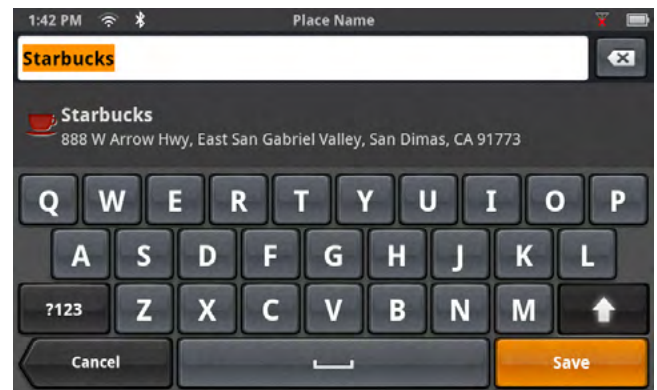 1:42 PM Place Name
Starbucks
Starbucks
888 W Arrow Hwy, East San Gabriel Valley, San Dimas, CA 91773
Q W E R T Y U I O P
A S D F G H J K L
?123 Z X C V B N M
Cancel Save